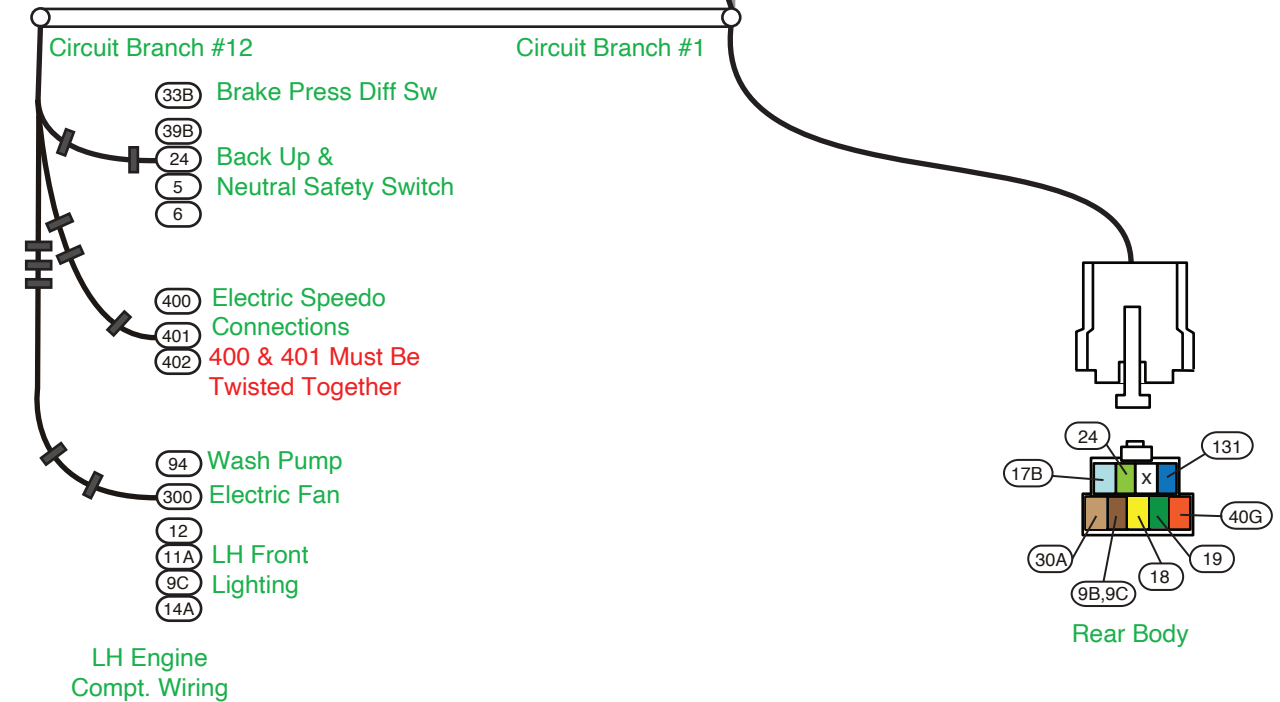 Circuit Branch #12
Circuit Branch #1
33B Brake Press Diff Sw
39B
24 Back Up &
5 Neutral Safety Switch
6
400 Electric Speedo
401 Connections
402 400 & 401 Must Be
Twisted Together
94 Wash Pump
300 Electric Fan
12
11A LH Front
9C Lighting
14A
LH Engine
Compt. Wiring
24
131
17B
X
40G
30A
19
18
9B,9C
Rear Body